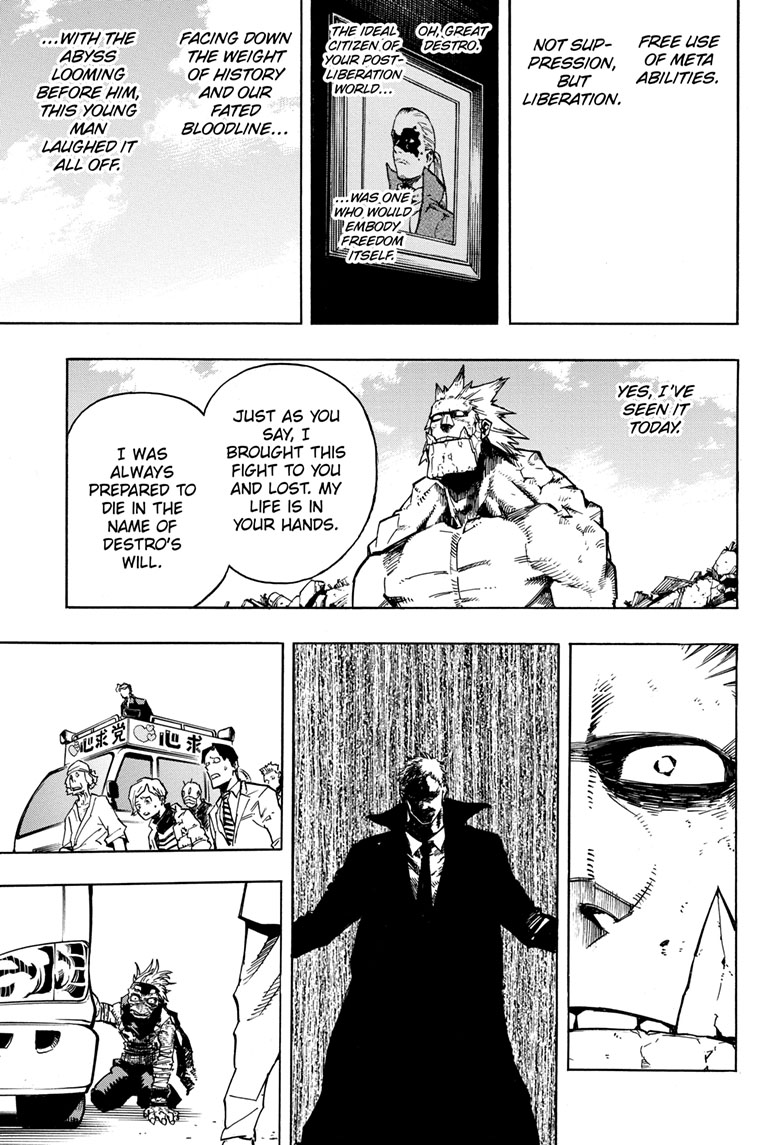 FREE USE
OF META
ABILITIES.
NOT SUP-
PRESSION,
BUT
LIBERATION.
OH, GREAT
DESTRO.
THE IDEAL
CITIZEN OF
YOUR POST-
LIBERATION
WORLD...
...WAS ONE
WHO WOULD
EMBODY
FREEDOM
ITSELF.
FACING DOWN
THE WEIGHT
OF HISTORY
AND OUR
FATED
BLOODLINE...
...WITH THE
ABYSS
LOOMING
BEFORE HIM,
THIS YOUNG
MAN
LAUGHED IT
ALL OFF.
YES, I'VE
SEEN IT
TODAY.
JUST AS YOU
SAY, I
BROUGHT THIS
FIGHT TO YOU
AND LOST. MY
LIFE IS IN
YOUR HANDS.
I WAS
ALWAYS
PREPARED TO
DIE IN THE
NAME OF
DESTRO'S
WILL.
心求党
心求